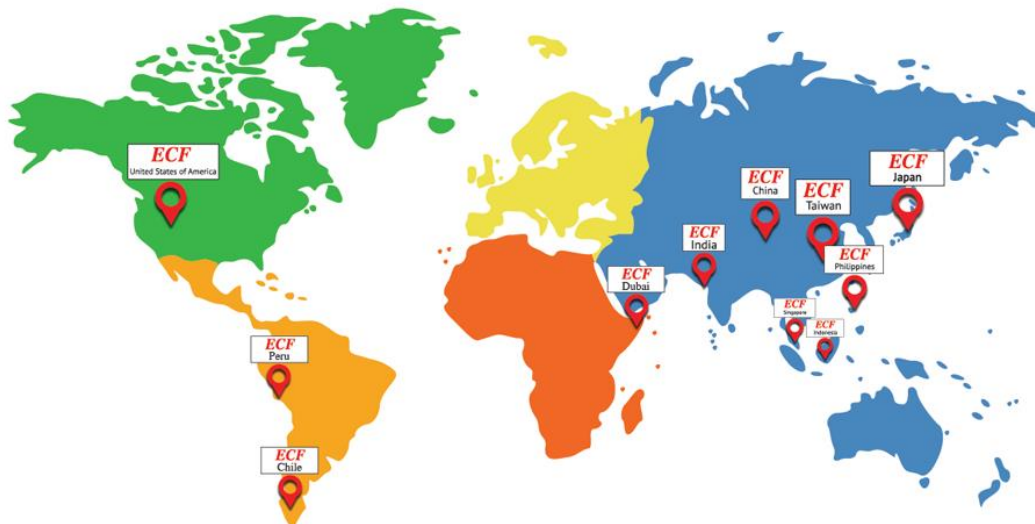 ECF
United States of America
ECF
Japan
ECF
China
ECF
Taiwan
ECF
India
ECF
Philippines
ECF
Dubai
ECF
Singapore
ECF
Indonesia
ECF
Peru
ECF
Chile